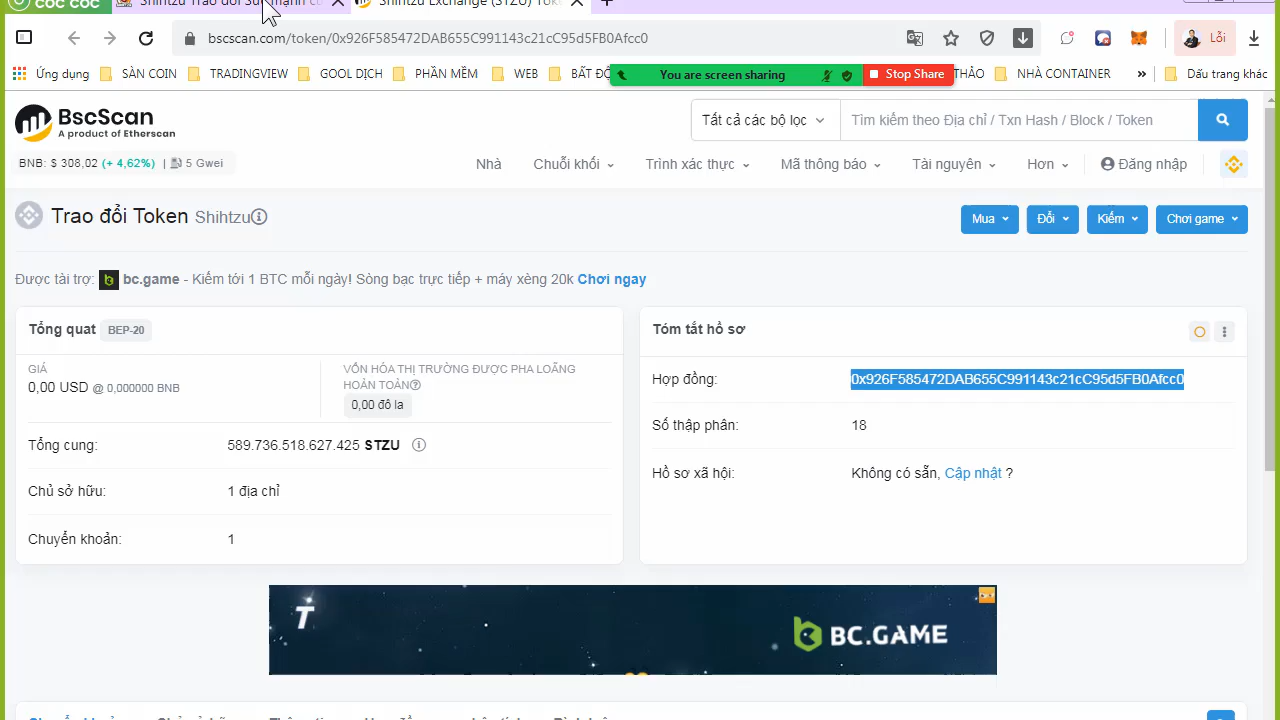 CỐC CỐC
Shihtzu Exchange (STZU) Toke
bscscan.com/token/0x926F585472DAB655C991143c21cC95d5FB0Afcc0
Lỗi
Ứng dụng
SÀN COIN
TRADINGVIEW
GOOL DỊCH
PHẦN MỀM
WEB
BẤT ĐỘ
You are screen sharing
Stop Share
THẢO
NHÀ CONTAINER
»
Dấu trang khác
BscScan
A product of Etherscan
Tất cả các bộ lọc
Tìm kiếm theo Địa chỉ / Txn Hash / Block / Token
BNB: $ 308,02 (+ 4,62%) | 5 Gwei
Nhà
Chuỗi khối
Trình xác thực
Mã thông báo
Tài nguyên
Hơn
Đăng nhập
Trao đổi Token Shihtzu
Mua
Đổi
Kiếm
Chơi game
Được tài trợ: bc.game - Kiếm tới 1 BTC mỗi ngày! Sòng bạc trực tiếp + máy xèng 20k Chơi ngay
Tổng quat BEP-20
GIÁ
0,00 USD @ 0,000000 BNB
VỐN HÓA THỊ TRƯỜNG ĐƯỢC PHA LOÃNG
HOÀN TOÀN
0,00 đô la
Tổng cung:
589.736.518.627.425 STZU
Chủ sở hữu:
1 địa chỉ
Chuyển khoản:
1
Tóm tắt hồ sơ
Hợp đồng:
0x926F585472DAB655C991143c21cC95d5FB0Afcc0
Số thập phân:
18
Hồ sơ xã hội:
Không có sẵn, Cập nhật ?
T
BC.GAME